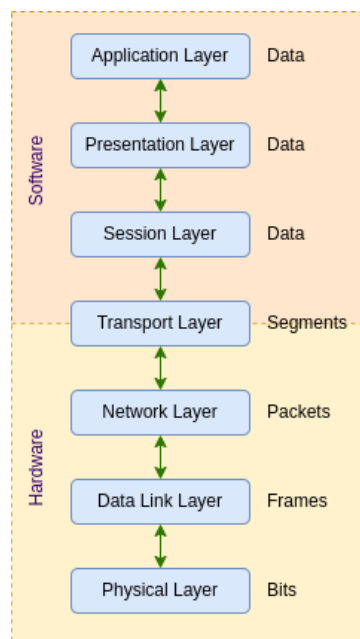 Application Layer Data
Presentation Layer Data
Software
Session Layer Data
Transport Layer Segments
Network Layer Packets
Hardware
Data Link Layer Frames
Physical Layer Bits